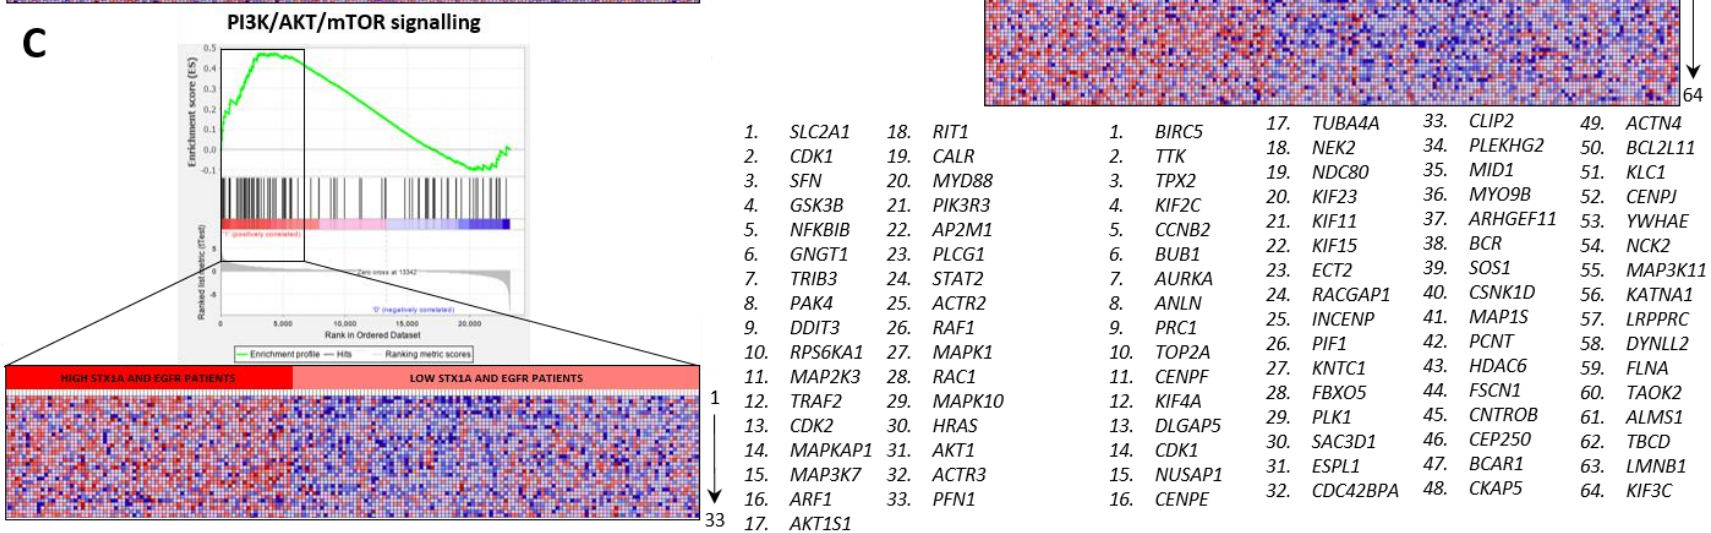 PI3K/AKT/mTOR signalling
C
Enrichment score (ES)
0.5
0.4
0.3
0.2
0.1
0.0
-0.1
(positively correlated)
Ranked list metric (tTest)
5
0
-5
Zero cross at 13342
'0' (negatively correlated)
0 5,000 10,000 15,000 20,000
Rank in Ordered Dataset
Enrichment profile Hits Ranking metric scores
HIGH STX1A AND EGFR PATIENTS
LOW STX1A AND EGFR PATIENTS
1
33
1. SLC2A1
2. CDK1
3. SFN
4. GSK3B
5. NFKBIB
6. GNGT1
7. TRIB3
8. PAK4
9. DDIT3
10. RPS6KA1
11. MAP2K3
12. TRAF2
13. CDK2
14. MAPKAP1
15. MAP3K7
16. ARF1
17. AKT1S1
18. RIT1
19. CALR
20. MYD88
21. PIK3R3
22. AP2M1
23. PLCG1
24. STAT2
25. ACTR2
26. RAF1
27. MAPK1
28. RAC1
29. MAPK10
30. HRAS
31. AKT1
32. ACTR3
33. PFN1
64
1. BIRC5
2. TTK
3. TPX2
4. KIF2C
5. CCNB2
6. BUB1
7. AURKA
8. ANLN
9. PRC1
10. TOP2A
11. CENPF
12. KIF4A
13. DLGAP5
14. CDK1
15. NUSAP1
16. CENPE
17. TUBA4A
18. NEK2
19. NDC80
20. KIF23
21. KIF11
22. KIF15
23. ECT2
24. RACGAP1
25. INCENP
26. PIF1
27. KNTC1
28. FBXO5
29. PLK1
30. SAC3D1
31. ESPL1
32. CDC42BPA
33. CLIP2
34. PLEKHG2
35. MID1
36. MYO9B
37. ARHGEF11
38. BCR
39. SOS1
40. CSNK1D
41. MAP1S
42. PCNT
43. HDAC6
44. FSCN1
45. CNTROB
46. CEP250
47. BCAR1
48. CKAP5
49. ACTN4
50. BCL2L11
51. KLC1
52. CENPJ
53. YWHAE
54. NCK2
55. MAP3K11
56. KATNA1
57. LRPPRC
58. DYNLL2
59. FLNA
60. TAOK2
61. ALMS1
62. TBCD
63. LMNB1
64. KIF3C